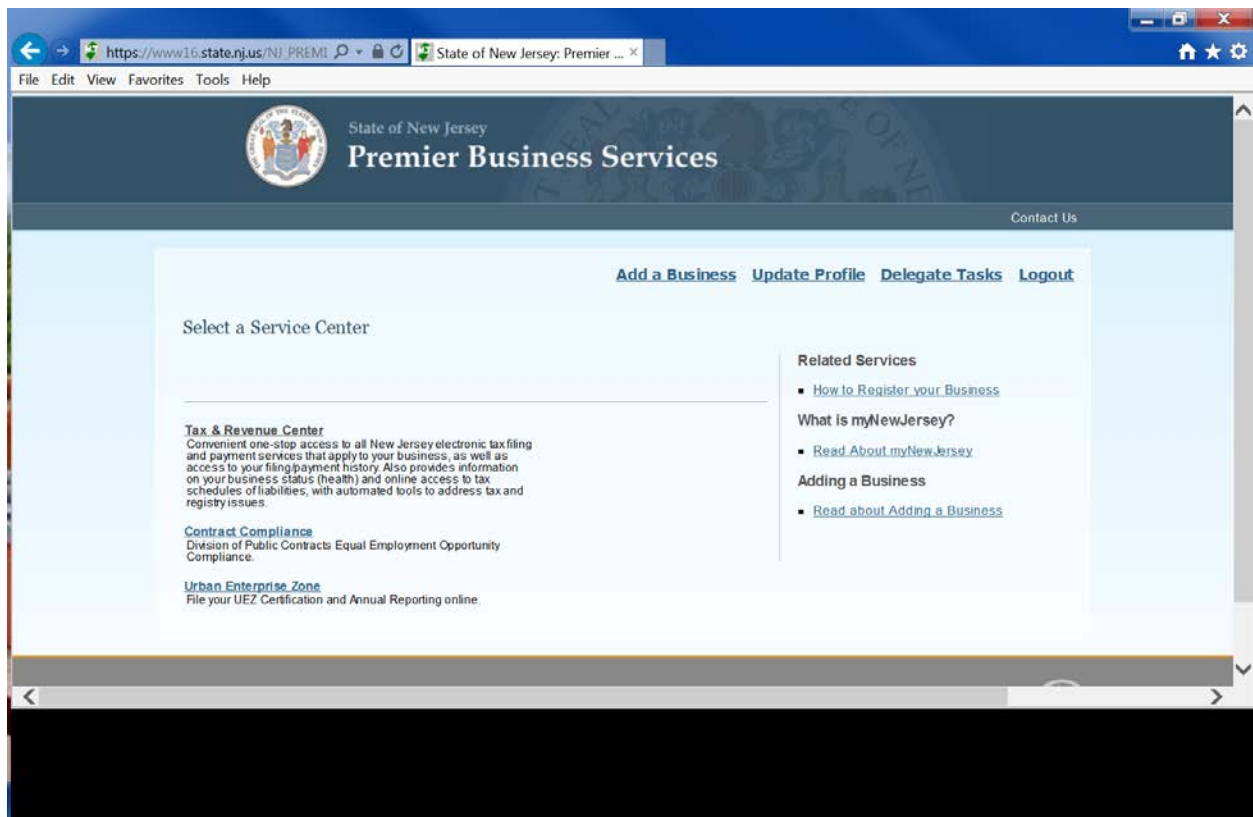 https://www16.state.nj.us/NJ_PREMI
State of New Jersey: Premier ...
File Edit View Favorites Tools Help
State of New Jersey
Premier Business Services
Contact Us
Add a Business Update Profile Delegate Tasks Logout
Select a Service Center
Related Services
How to Register your Business
What is myNewJersey?
Read About myNewJersey
Adding a Business
Read about Adding a Business
Tax & Revenue Center
Convenient one-stop access to all New Jersey electronic tax filing
and payment services that apply to your business, as well as
access to your filing/payment history. Also provides information
on your business status (health) and online access to tax
schedules of liabilities, with automated tools to address tax and
registry issues.
Contract Compliance
Division of Public Contracts Equal Employment Opportunity
Compliance.
Urban Enterprise Zone
File your UEZ Certification and Annual Reporting online.